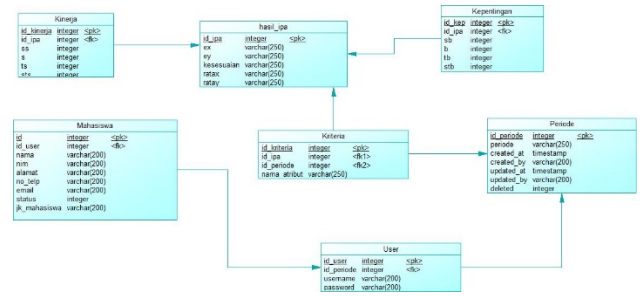 Kinerja
id_kinerja integer <pk>
id_ipa integer <fk>
ss integer
s integer
ts integer
sts integer
hasil_ipa
id_ipa integer <pk>
ex varchar(250)
ey varchar(250)
kesesuaian varchar(250)
ratax varchar(250)
ratay varchar(250)
Kepentingan
id_kep integer <pk>
id_ipa integer <fk>
sb integer
b integer
tb integer
stb integer
Mahasiswa
id integer <pk>
id_user integer <fk>
nama varchar(200)
nim varchar(200)
alamat varchar(200)
no_telp varchar(200)
email varchar(200)
status integer
jk_mahasiswa varchar(200)
Keteria
id_kriteria integer <pk>
id_ipa integer <fk1>
id_periode integer <fk2>
nama_atribut varchar(250)
Periode
id_periode integer <pk>
periode varchar(250)
created_at timestamp
created_by varchar(200)
updated_at timestamp
updated_by varchar(200)
deleted integer
User
id_user integer <pk>
id_periode integer <fk>
username varchar(200)
password varchar(200)